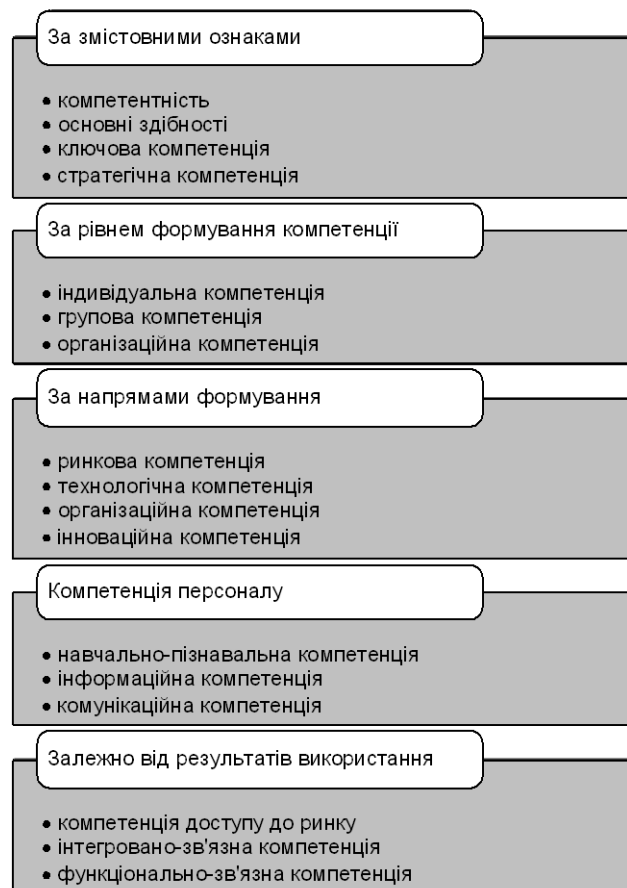 За змістовними ознаками
• компетентність
• основні здібності
• ключова компетенція
• стратегічна компетенція
За рівнем формування компетенції
• індивідуальна компетенція
• групова компетенція
• організаційна компетенція
За напрямами формування
• ринкова компетенція
• технологічна компетенція
• організаційна компетенція
• інноваційна компетенція
Компетенція персоналу
• навчально-пізнавальна компетенція
• інформаційна компетенція
• комунікаційна компетенція
Залежно від результатів використання
• компетенція доступу до ринку
• інтегровано-зв'язна компетенція
• функціонально-зв'язна компетенція